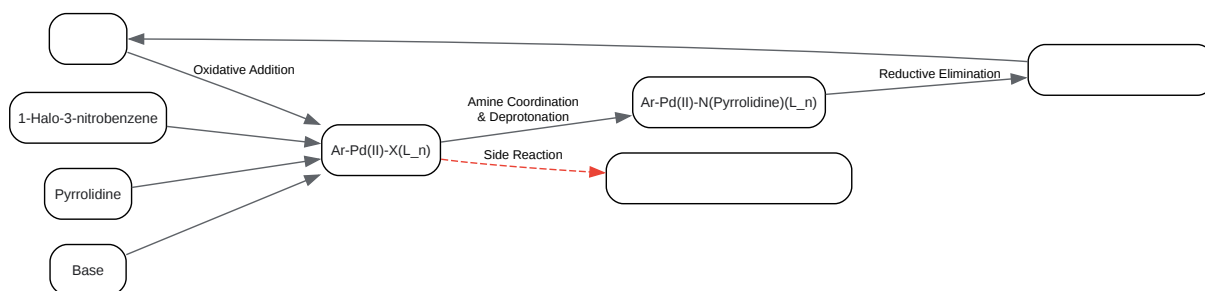 Oxidative Addition
1-Halo-3-nitrobenzene
Pyrrolidine
Base
Ar-Pd(II)-X(L_n)
Amine Coordination
& Deprotonation
Side Reaction
Ar-Pd(II)-N(Pyrrolidine)(L_n)
Reductive Elimination